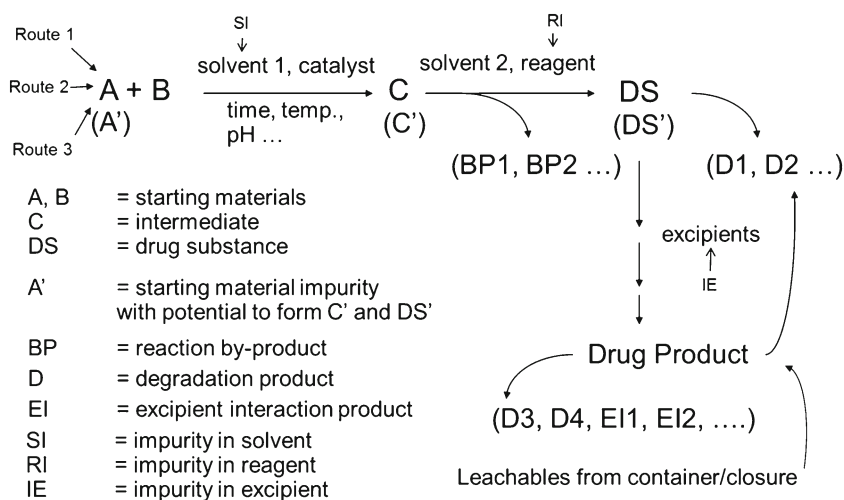 SI
RI
Route 1
solvent 1, catalyst
solvent 2, reagent
Route 2
A + B
C
DS
(A’)
time, temp.,
(C’)
(DS’)
pH ...
Route 3
(BP1, BP2 ...)
(D1, D2 ...)
A, B = starting materials
C = intermediate
DS = drug substance
excipients
IE
A’ = starting material impurity
with potential to form C’ and DS’
BP = reaction by-product
D = degradation product
EI = excipient interaction product
SI = impurity in solvent
RI = impurity in reagent
IE = impurity in excipient
Drug Product
(D3, D4, EI1, EI2, ....)
Leachables from container/closure